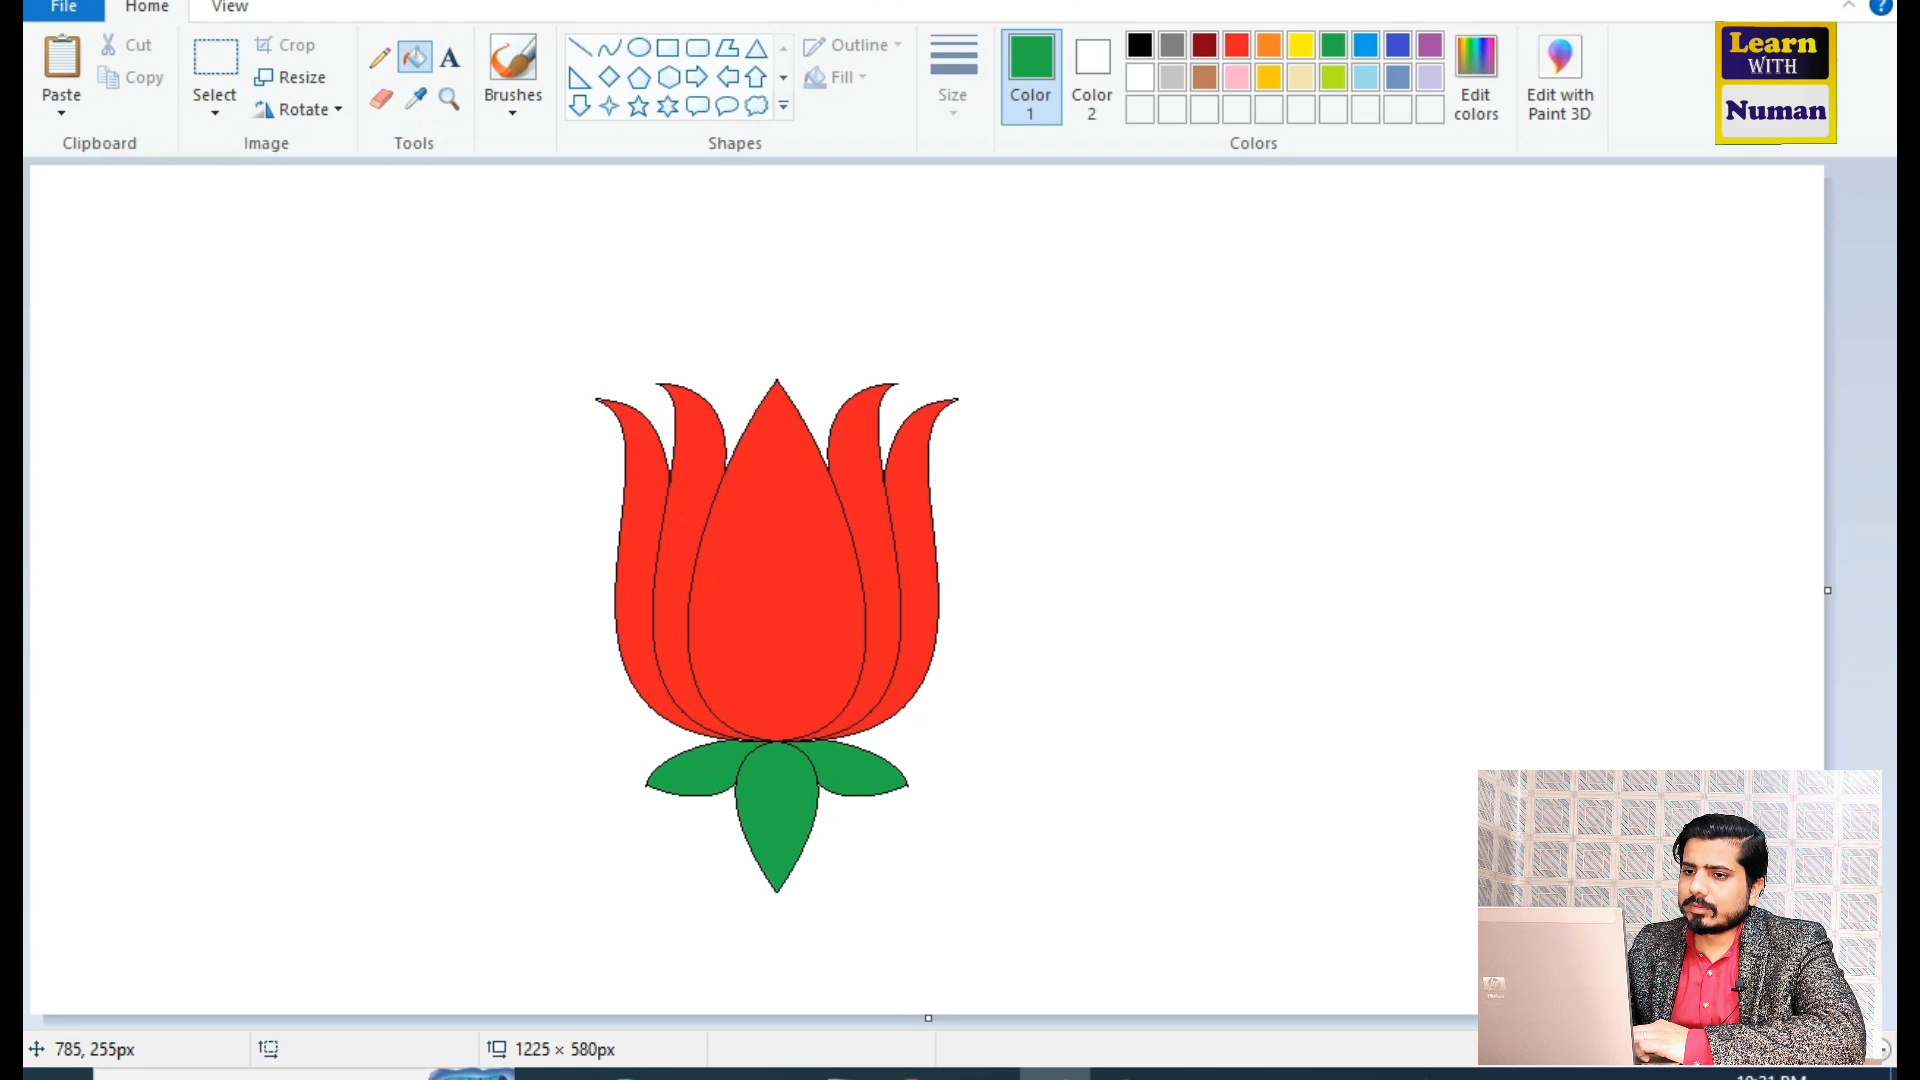 File Home View
Cut
Copy
Paste
Clipboard
Select
Crop
Resize
Rotate
Image
A
Tools
Brushes
Shapes
Outline
Fill
Size
Color
1
Color
2
Colors
Edit
colors
Edit with
Paint 3D
Learn
WITH
Numan
?
785, 255px
1225 × 580px
hp